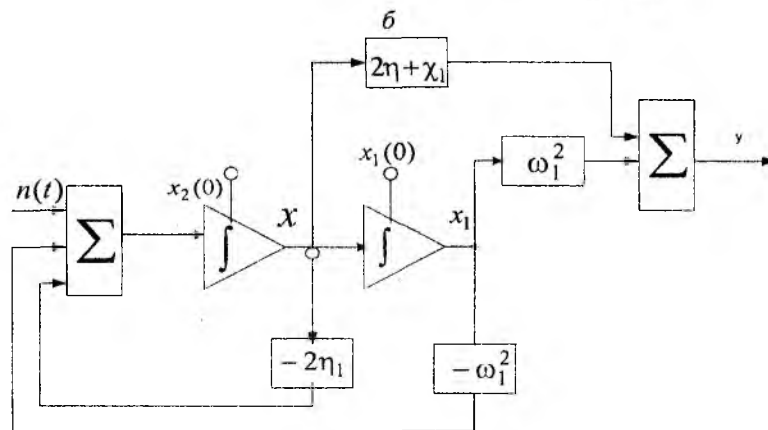 б
2η+χ₁
n(t)
x₂(0)
x₁(0)
ω₁²
y
Σ
Σ
∫
x
∫
x₁
−2η₁
−ω₁²